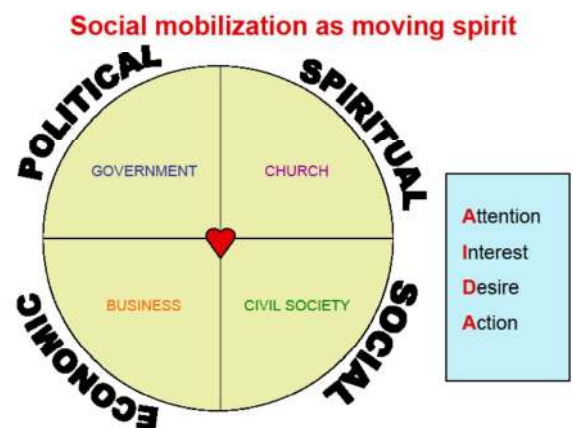 Social mobilization as moving spirit
POLITICAL
SPIRITUAL
GOVERNMENT
CHURCH
BUSINESS
CIVIL SOCIETY
ECONOMIC
SOCIAL
Attention
Interest
Desire
Action